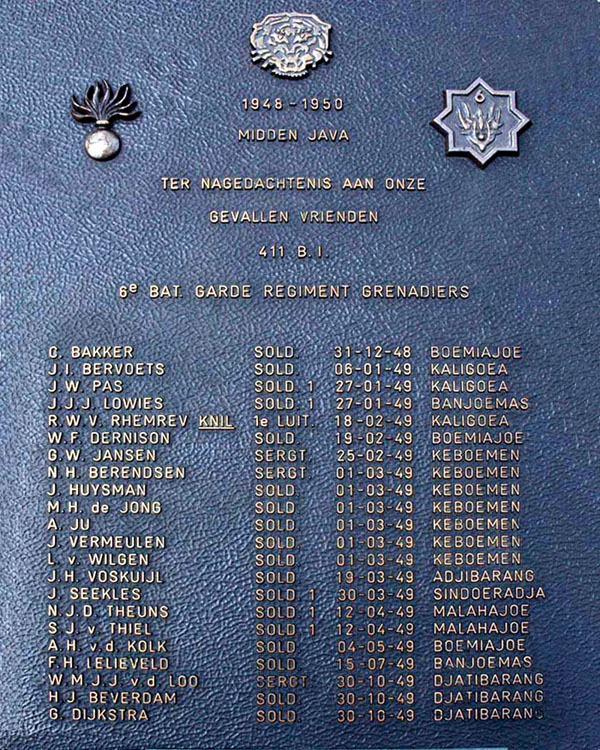 1948-1950
MIDDEN JAVA
6
TER NAGEDACHTENIS AAN ONZE
GEVALLEN VRIENDEN
411 B.I.
6e BAT. GARDE REGIMENT GRENADIERS
C. BAKKER SOLD. 31-12-48 BOEMIAJOE
J.I. BERVOETS SOLD. 06-01-49 KALIGOEA
J.W. PAS SOLD. 1 27-01-49 KALIGOEA
J.J.J. LOWIES SOLD. 1 27-01-49 BANJOEMAS
R.W.V. RHEMREV KNIL 1e LUIT. 18-02-49 KALIGOEA
W.F. DERNISON SOLD. 19-02-49 BOEMIAJOE
G.W. JANSEN SERGT. 25-02-49 KEBOEMEN
N.H. BERENDSEN SERGT. 01-03-49 KEBOEMEN
J. HUYSMAN SOLD. 01-03-49 KEBOEMEN
M.H. de JONG SOLD. 01-03-49 KEBOEMEN
A. JU SOLD. 01-03-49 KEBOEMEN
J. VERMEULEN SOLD. 01-03-49 KEBOEMEN
L. v. WILGEN SOLD. 01-03-49 KEBOEMEN
J.H. VOSKUIJL SOLD. 19-03-49 ADJIBARANG
J. SEEKLES SOLD. 1 30-03-49 SINDOERADJA
N.J.D. THEUNS SOLD. 1 12-04-49 MALAHAJOE
S.J. v. THIEL SOLD. 1 12-04-49 MALAHAJOE
A.H. v.d. KOLK SOLD. 04-05-49 BOEMIAJOE
F.H. LELIEVELD SOLD. 15-07-49 BANJOEMAS
W.M.J.J. v.d. LOO SERGT. 30-10-49 DJATIBARANG
H.J. BEVERDAM SOLD. 30-10-49 DJATIBARANG
G. DIJKSTRA SOLD. 30-10-49 DJATIBARANG